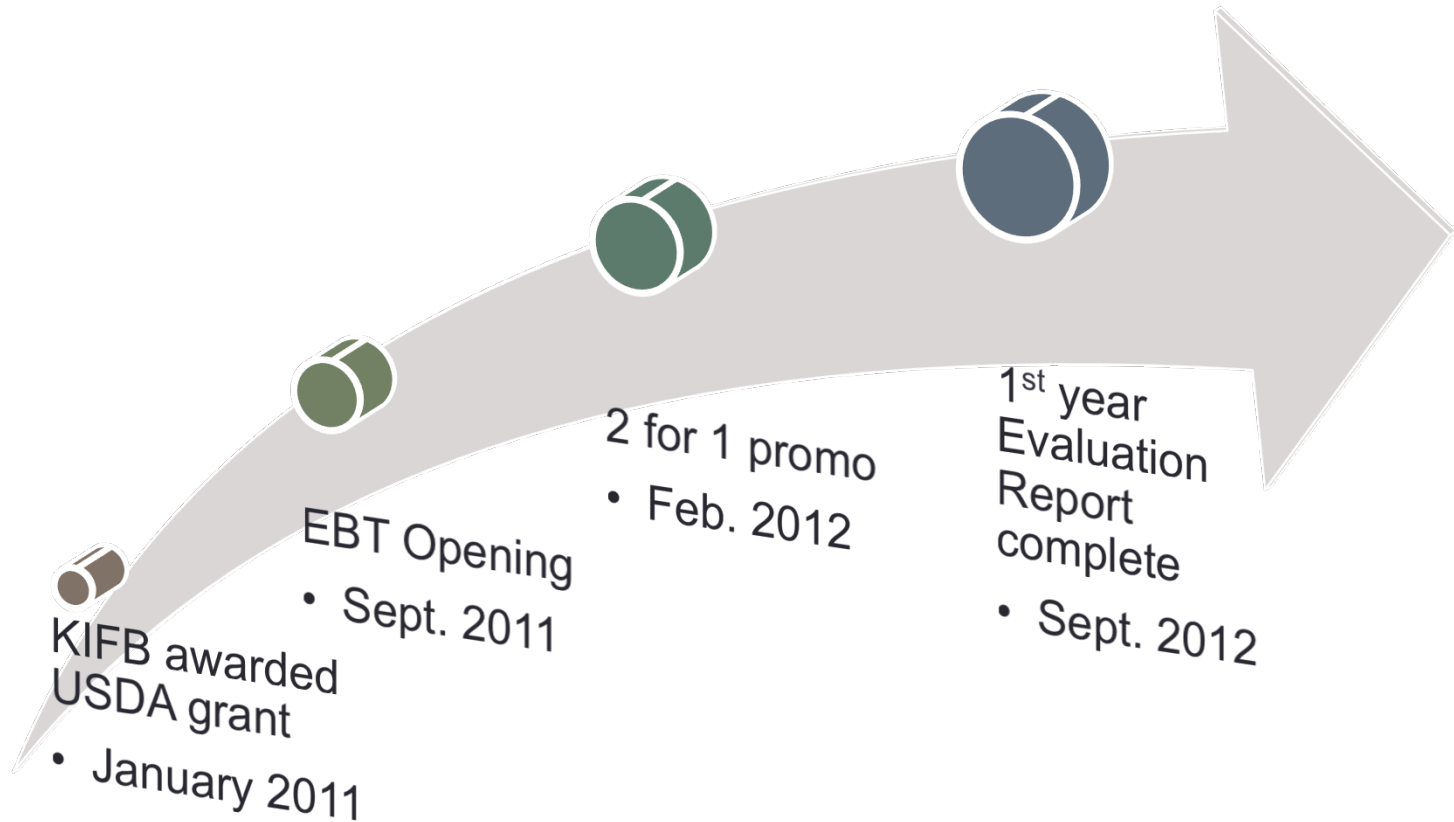 KIFB awarded
USDA grant
• January 2011
EBT Opening
• Sept. 2011
2 for 1 promo
• Feb. 2012
1st year
Evaluation
Report
complete
• Sept. 2012